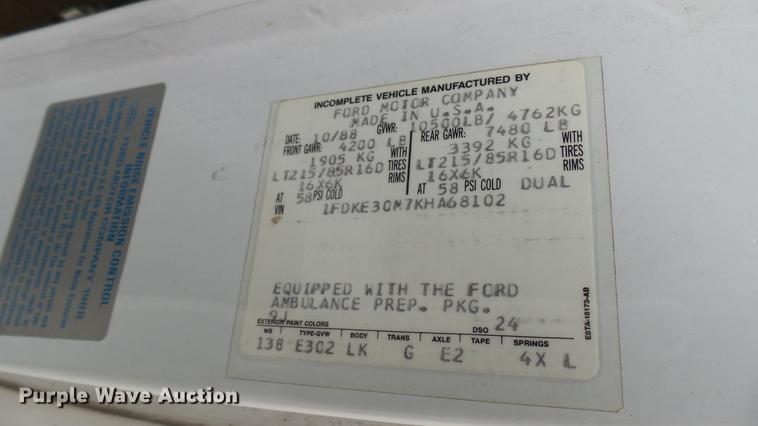 INCOMPLETE VEHICLE MANUFACTURED BY
FORD MOTOR COMPANY
MADE IN U.S.A.
DATE: 10/88 GVWR: 10500LB/ 4762KG
FRONT GAWR: 4200 LB REAR GAWR: 7480 LB
1905 KG WITH 3392 KG WITH
LT215/85R16D TIRES LT215/85R16D TIRES
16X6K RIMS 16X6K RIMS
AT 58 PSI COLD AT 58 PSI COLD DUAL
VIN 1FDKE30M7KHA68102
EQUIPPED WITH THE FORD
AMBULANCE PREP. PKG.
9J
EXTERIOR PAINT COLORS DSO 24
WB TYPE-GVW BODY TRANS AXLE TAPE SPRINGS
138 E302 LK G E2 4X L
E8TA-18173-AB
VEHICLE NOISE EMISSION CONTROL
INFORMATION
FORD MOTOR COMPANY
Purple Wave Auction